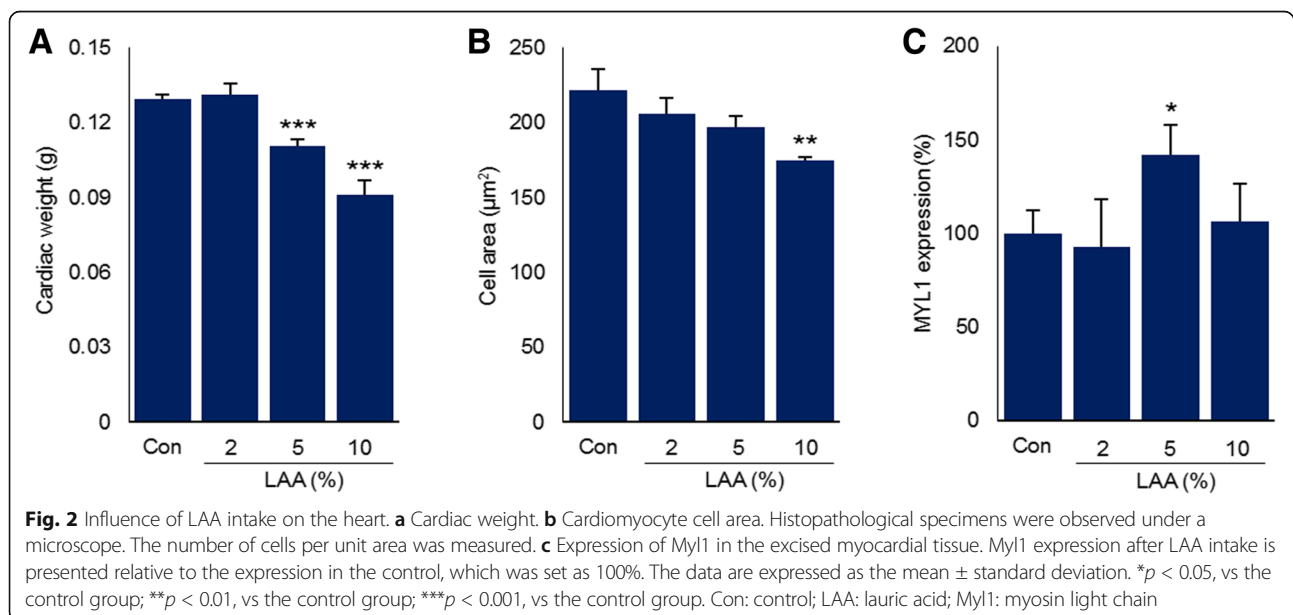 A
B
C
0.15
0.12
0.09
0.06
0.03
0
Cardiac weight (g)
***
***
Con 2 5 10
LAA (%)
250
200
150
100
50
0
Cell area (µm²)
**
Con 2 5 10
LAA (%)
200
150
100
50
0
MYL1 expression (%)
*
Con 2 5 10
LAA (%)
Fig. 2 Influence of LAA intake on the heart. a Cardiac weight. b Cardiomyocyte cell area. Histopathological specimens were observed under a
microscope. The number of cells per unit area was measured. c Expression of Myl1 in the excised myocardial tissue. Myl1 expression after LAA intake is
presented relative to the expression in the control, which was set as 100%. The data are expressed as the mean ± standard deviation. *p < 0.05, vs the
control group; **p < 0.01, vs the control group; ***p < 0.001, vs the control group. Con: control; LAA: lauric acid; Myl1: myosin light chain